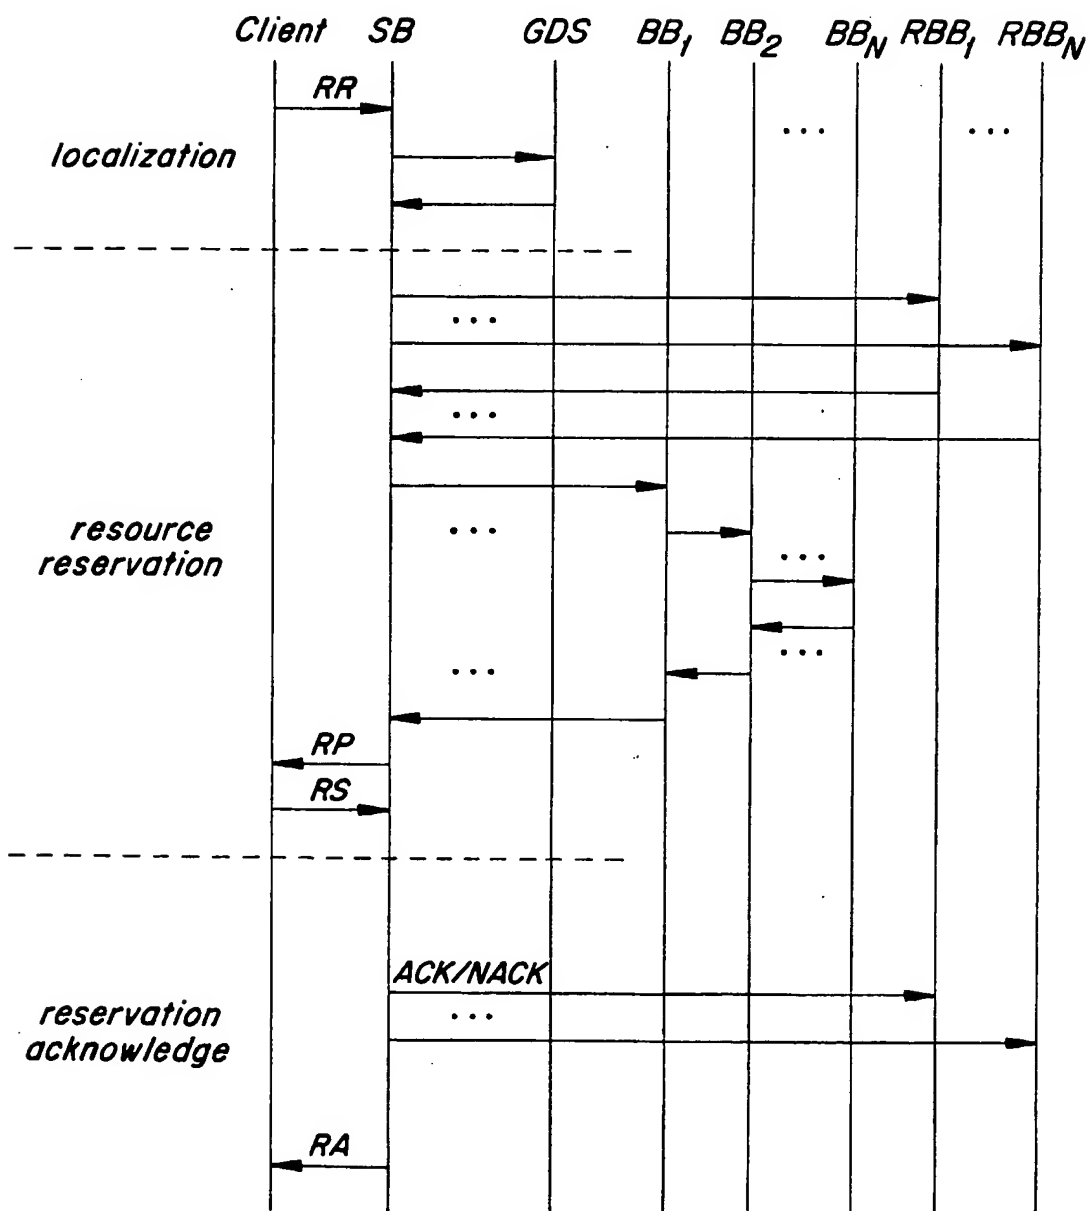 Client SB GDS BB1 BB2 BBN RBB1 RBBN
RR
...
...
localization
...
...
resource
reservation
...
...
...
...
RP
RS
ACK/NACK
reservation
acknowledge
...
RA